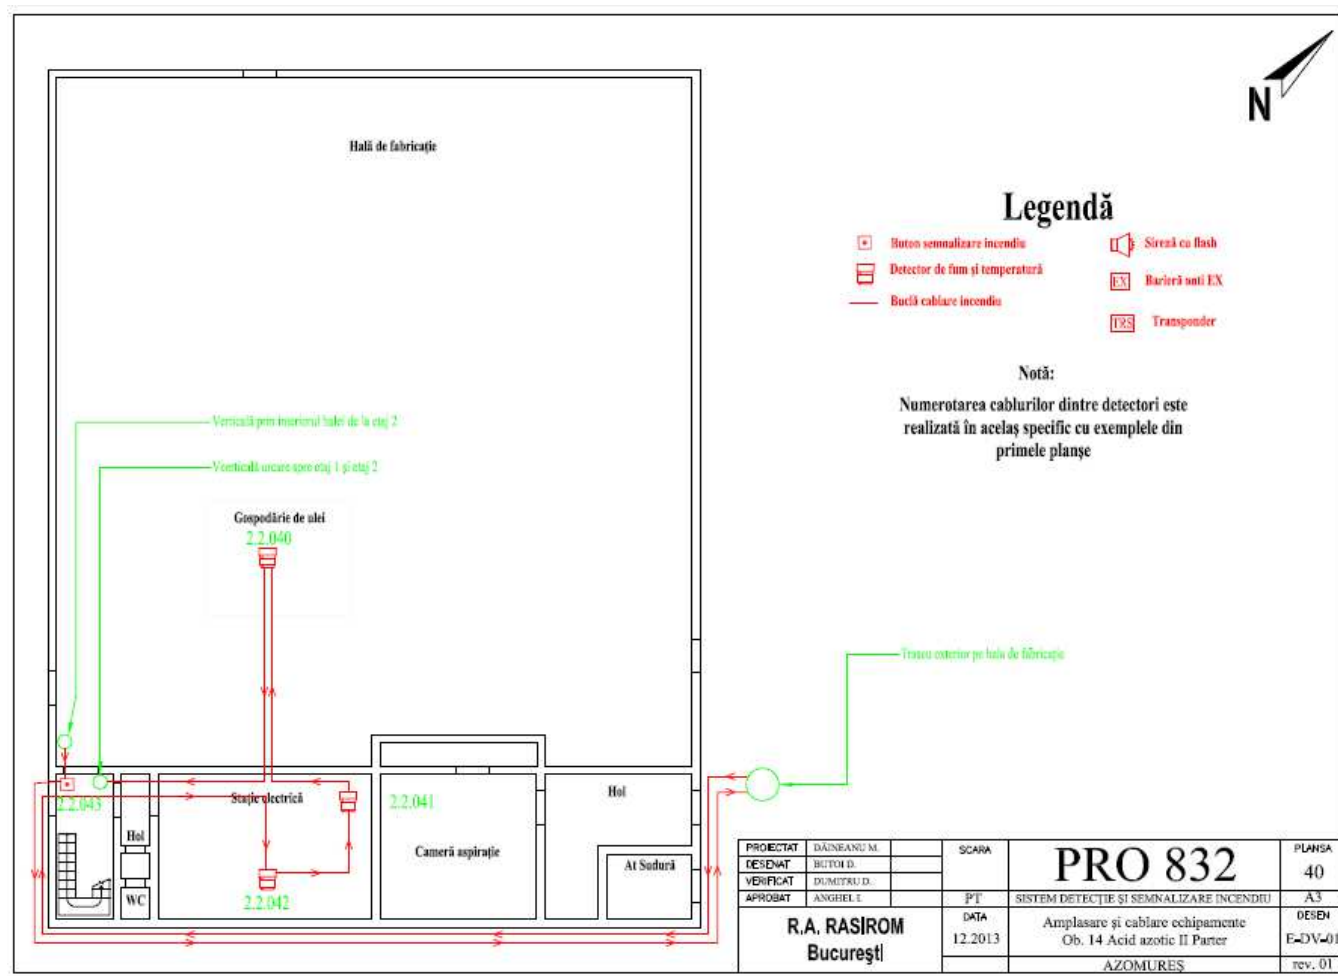 Hală de fabricație
N
Legendă
Buton semnalizare incendiu
Sirenă cu flash
Detector de fum și temperatură
Barieră anti EX
EX
Buclă cablare incendiu
TRS
Transponder
Notă:
Numerotarea cablurilor dintre detectori este
realizată în acelaș specific cu exemplele din
primele planșe
Verticală prin interiorul halei de la etaj 2
urcare spre etaj 1 și etaj 2
Gospodărie de ulei
2.2.040
Traseu exterior pe hala de fabricație
2.2.043
Stație electrică
2.2.041
Hol
Hol
Cameră aspirație
At Sudură
WC
2.2.042
PROIECTAT DĂINEANU M.
DESENAT BUTOI D.
VERIFICAT DUMITRU D.
APROBAT ANGHEL I.
SCARA
PT
PRO 832
SISTEM DETECȚIE ȘI SEMNALIZARE INCENDIU
PLANSA
40
A3
R.A. RASIROM
București
DATA
12.2013
Amplasare și cablare echipamente
Ob. 14 Acid azotic II Parter
AZOMUREȘ
DESEN
E-DV-01
rev. 01